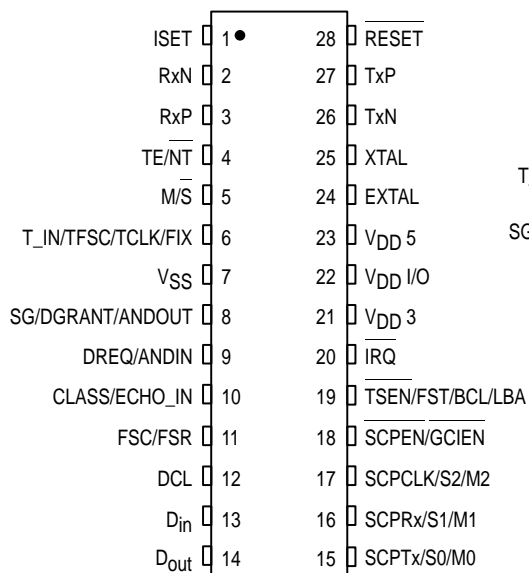 ISET 1 28 RESET
RxN 2 27 TxP
RxP 3 26 TxN
TE/NT 4 25 XTAL
M/S 5 24 EXTAL
T_IN/TFSC/TCLK/FIX 6 23 VDD 5
VSS 7 22 VDD I/O
SG/DGRANT/ANDOUT 8 21 VDD 3
DREQ/ANDIN 9 20 IRQ
CLASS/ECHO_IN 10 19 TSEN/FST/BCL/LBA
FSC/FSR 11 18 SCPEN/GCIEN
DCL 12 17 SCPCLK/S2/M2
Din 13 16 SCPRx/S1/M1
Dout 14 15 SCPTx/S0/M0